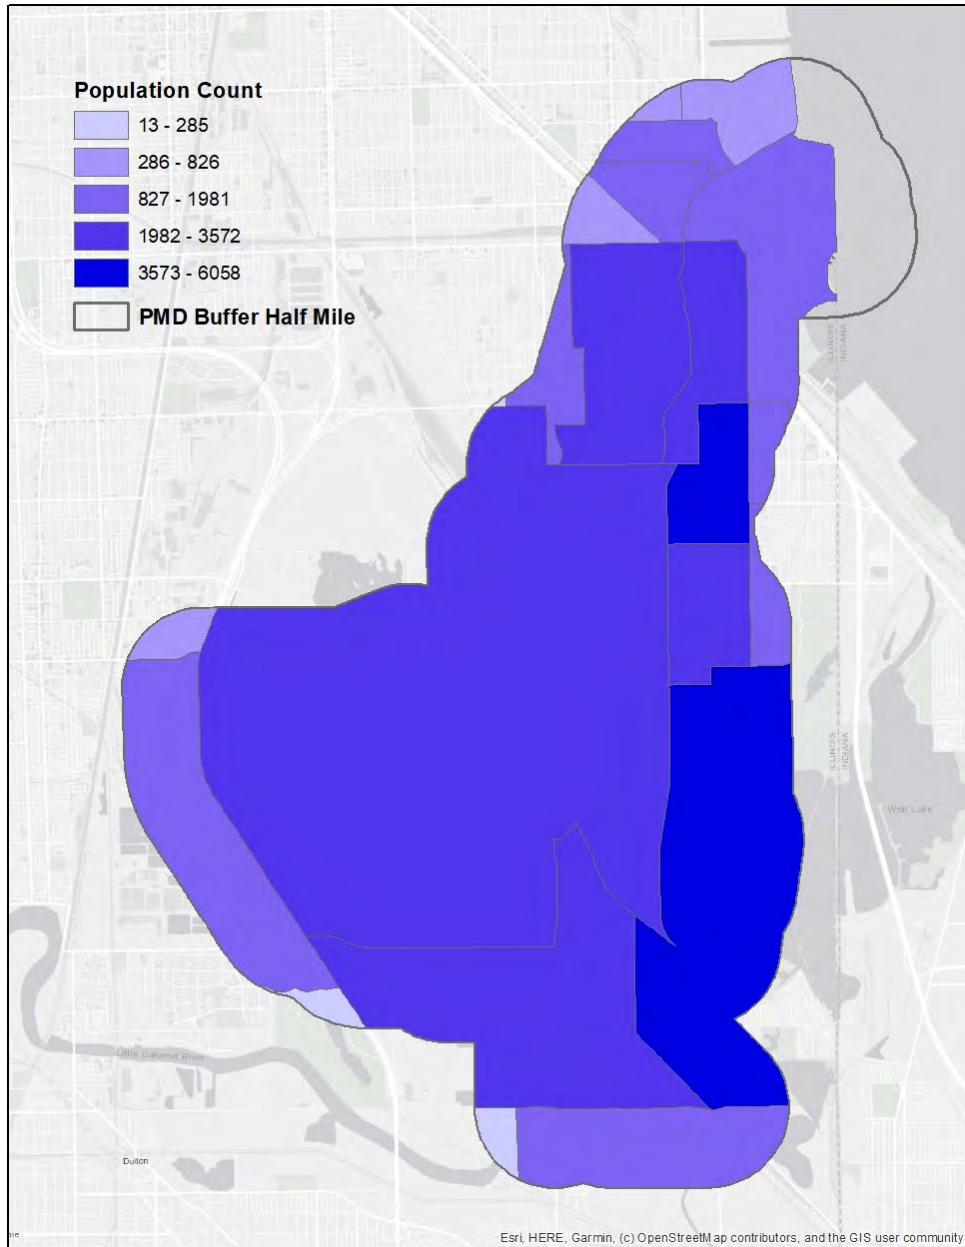 Population Count
13 - 285
286 - 826
827 - 1981
1982 - 3572
3573 - 6058
PMD Buffer Half Mile
ILLINOIS
INDIANA
ILLINOIS
INDIANA
Wolf Lake
Little Calumet River
Dolton
Esri, HERE, Garmin, (c) OpenStreetMap contributors, and the GIS user community